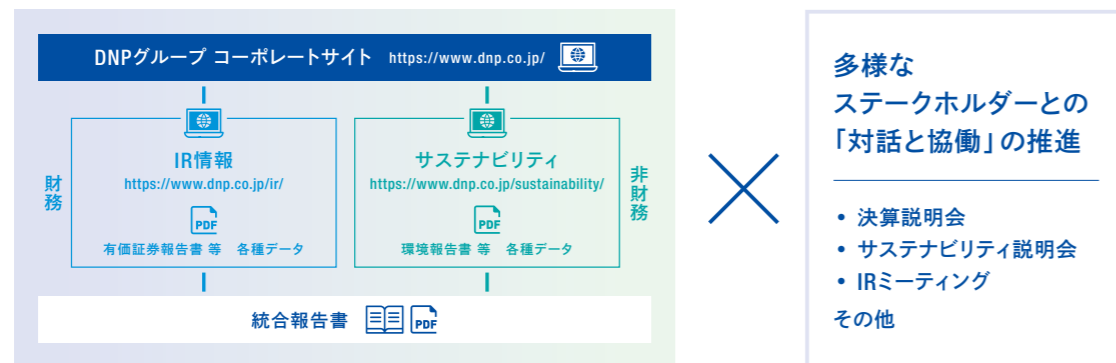 DNPグループ コーポレートサイト https://www.dnp.co.jp/
財務
IR情報
https://www.dnp.co.jp/ir/
PDF
有価証券報告書 等 各種データ
サステナビリティ
https://www.dnp.co.jp/sustainability/
PDF
環境報告書 等 各種データ
非財務
統合報告書 PDF
多様な
ステークホルダーとの
「対話と協働」の推進
• 決算説明会
• サステナビリティ説明会
• IRミーティング
その他